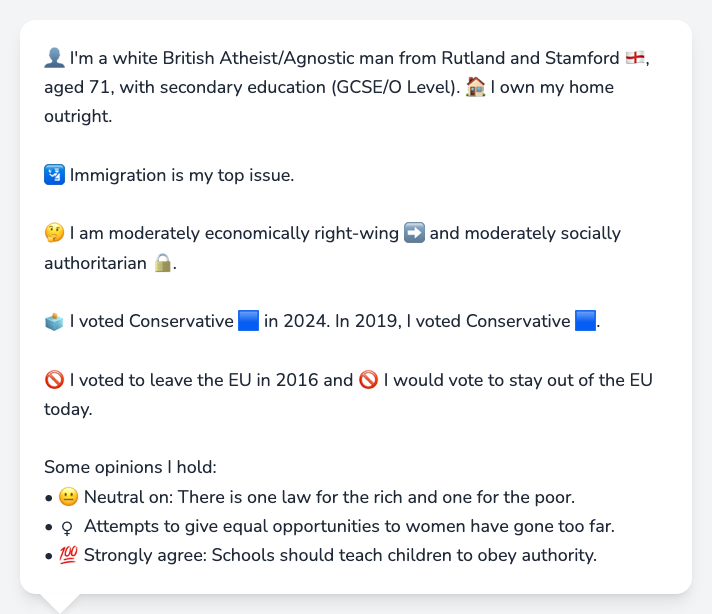 👤 I'm a white British Atheist/Agnostic man from Rutland and Stamford 🏴󠁧󠁢󠁥󠁮󠁧󠁿,
aged 71, with secondary education (GCSE/O Level). 🏠 I own my home
outright.
🛂 Immigration is my top issue.
🤔 I am moderately economically right-wing ➡️ and moderately socially
authoritarian 🔒.
🗳️ I voted Conservative 🟦 in 2024. In 2019, I voted Conservative 🟦.
🚫 I voted to leave the EU in 2016 and 🚫 I would vote to stay out of the EU
today.
Some opinions I hold:
• 😐 Neutral on: There is one law for the rich and one for the poor.
• ♀ Attempts to give equal opportunities to women have gone too far.
• 💯 Strongly agree: Schools should teach children to obey authority.